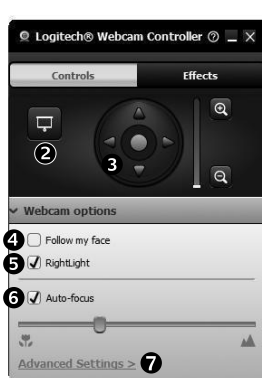 Logitech® Webcam Controller
Controls Effects
2
3
Webcam options
4 Follow my face
5 RightLight
6 Auto-focus
Advanced Settings > 7